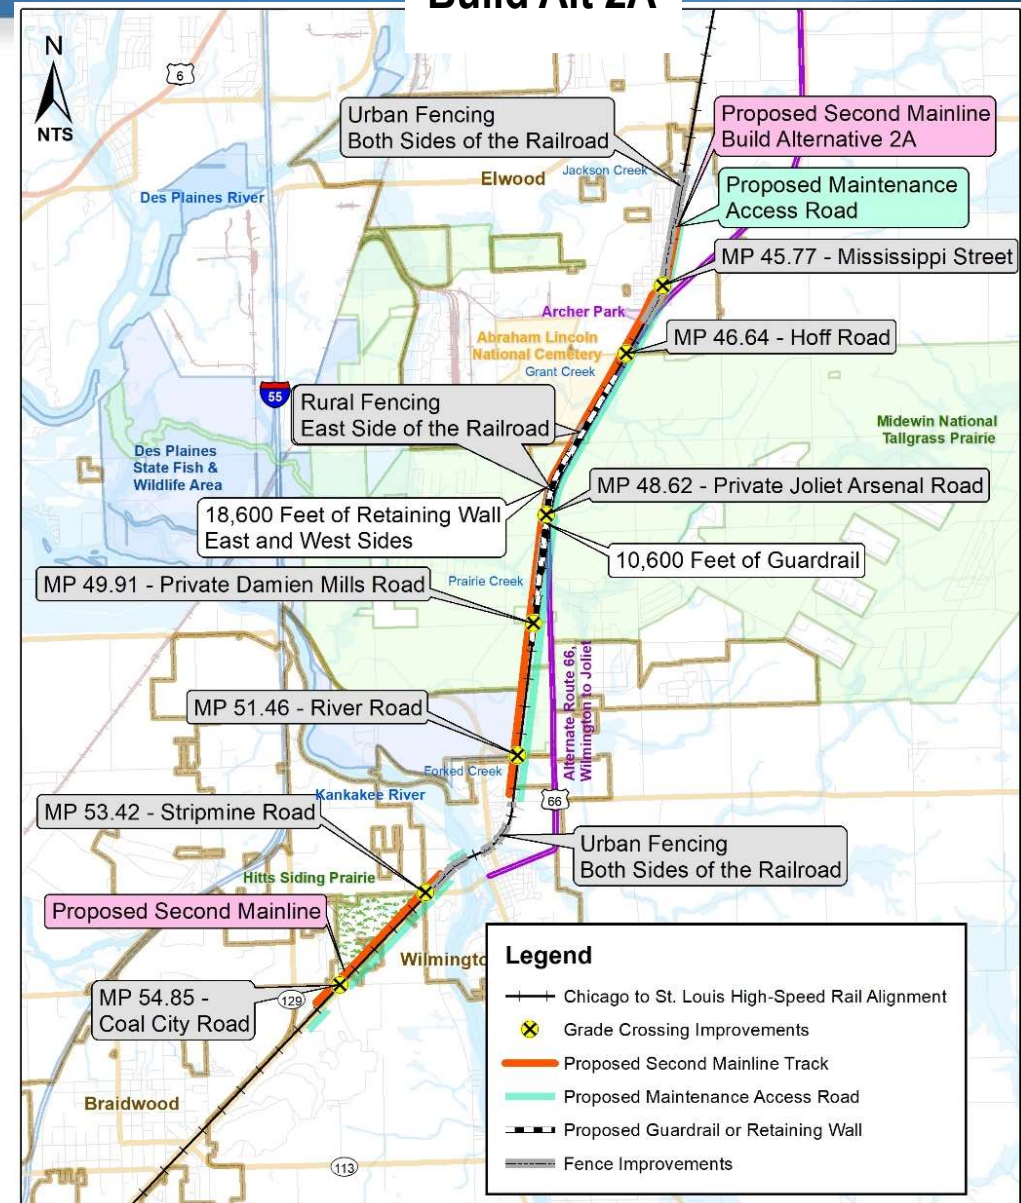 Build Alt 2A
N
NTS
6
Urban Fencing
Both Sides of the Railroad
Proposed Second Mainline
Build Alternative 2A
Jackson Creek
Elwood
Proposed Maintenance
Access Road
Des Plaines River
MP 45.77 - Mississippi Street
Archer Park
Abraham Lincoln
National Cemetery
MP 46.64 - Hoff Road
Grant Creek
55
Rural Fencing
East Side of the Railroad
Midewin National
Tallgrass Prairie
Des Plaines
State Fish &
Wildlife Area
MP 48.62 - Private Joliet Arsenal Road
18,600 Feet of Retaining Wall
East and West Sides
10,600 Feet of Guardrail
MP 49.91 - Private Damien Mills Road
Prairie Creek
Alternate Route 66,
Wilmington to Joliet
MP 51.46 - River Road
Forked Creek
Kankakee River
66
MP 53.42 - Stripmine Road
Urban Fencing
Both Sides of the Railroad
Hitts Siding Prairie
Proposed Second Mainline
Wilmingto
MP 54.85 -
Coal City Road
129
Braidwood
113
Legend
Chicago to St. Louis High-Speed Rail Alignment
Grade Crossing Improvements
Proposed Second Mainline Track
Proposed Maintenance Access Road
Proposed Guardrail or Retaining Wall
Fence Improvements